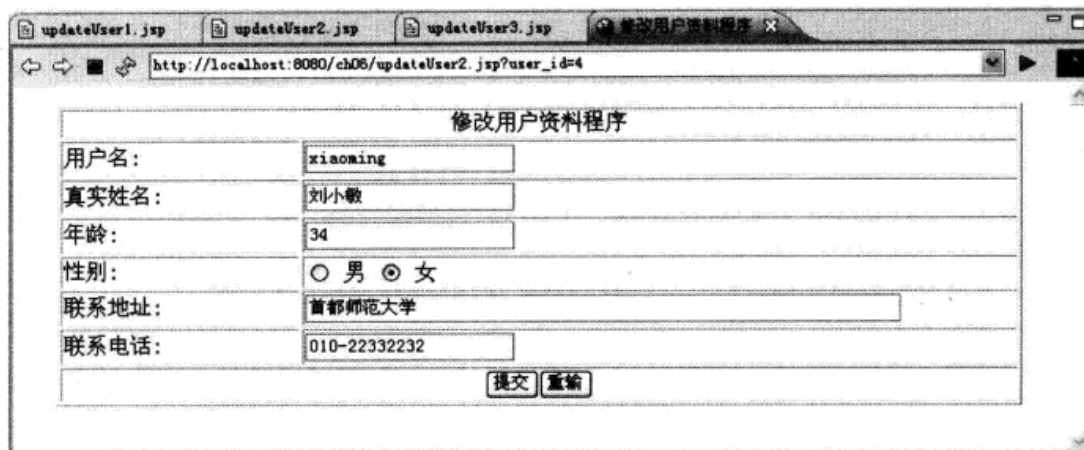 updateUser1.jsp updateUser2.jsp updateUser3.jsp 修改用户资料程序
http://localhost:8080/ch06/updateUser2.jsp?user_id=4
修改用户资料程序
用户名: xiaoming
真实姓名: 刘小敏
年龄: 34
性别: 男 女
联系地址: 首都师范大学
联系电话: 010-22332232
提交 重输